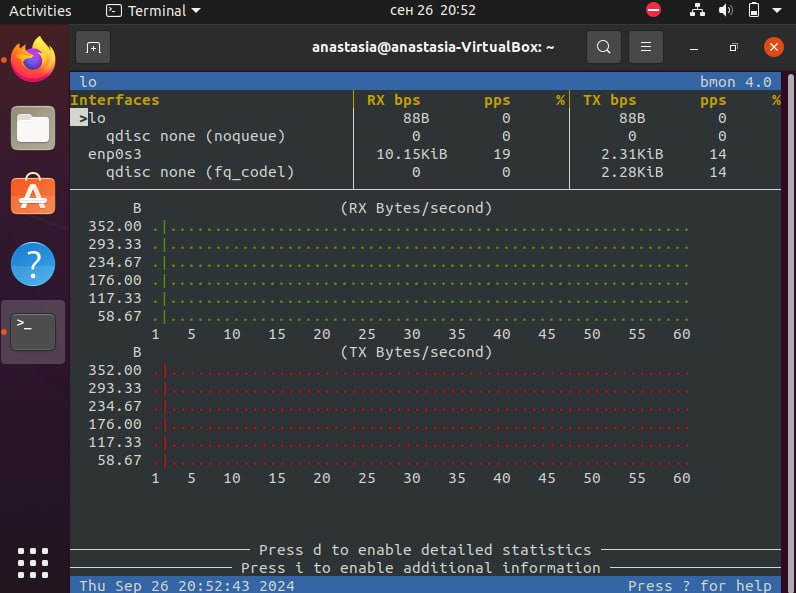 Activities Terminal сен 26 20:52
anastasia@anastasia-VirtualBox: ~
lo bmon 4.0
Interfaces RX bps pps % TX bps pps %
>lo 88B 0 88B 0
qdisc none (noqueue) 0 0 0 0
enp0s3 10.15KiB 19 2.31KiB 14
qdisc none (fq_codel) 0 0 2.28KiB 14
B (RX Bytes/second)
352.00 .|..........................................................
293.33 .|..........................................................
234.67 .|..........................................................
176.00 .|..........................................................
117.33 .|..........................................................
58.67 .|..........................................................
1 5 10 15 20 25 30 35 40 45 50 55 60
B (TX Bytes/second)
352.00 .|..........................................................
293.33 .|..........................................................
234.67 .|..........................................................
176.00 .|..........................................................
117.33 .|..........................................................
58.67 .|..........................................................
1 5 10 15 20 25 30 35 40 45 50 55 60
Press d to enable detailed statistics
Press i to enable additional information
Thu Sep 26 20:52:43 2024 Press ? for help